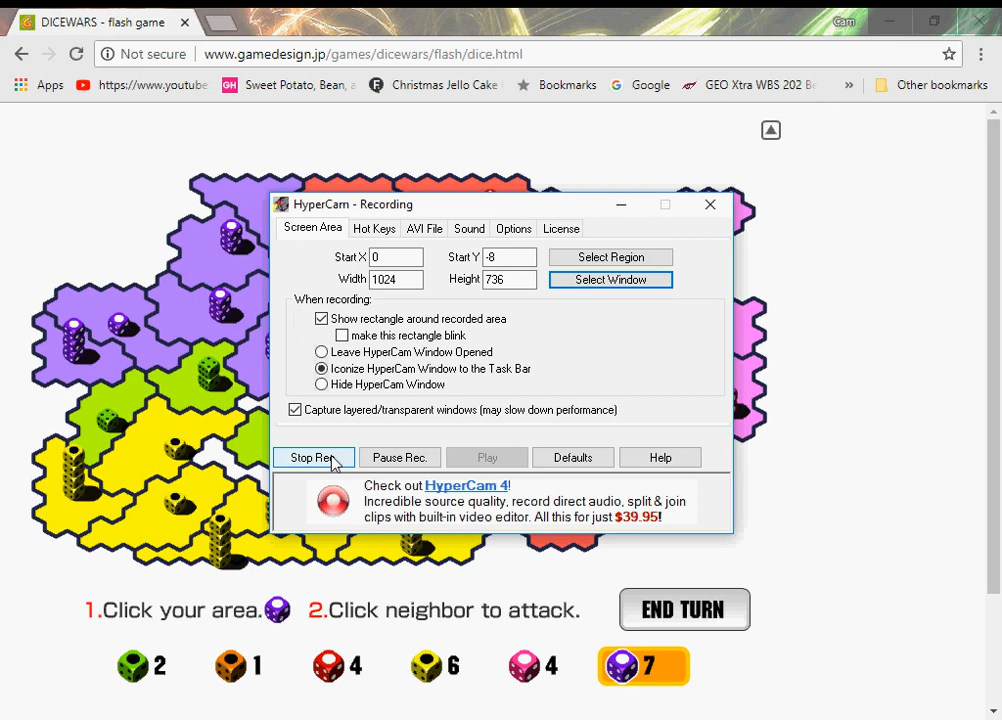 DICEWARS - flash game
Cam
Not secure www.gamedesign.jp/games/dicewars/flash/dice.html
Apps https://www.youtube. GH Sweet Potato, Bean, a F Christmas Jello Cake Bookmarks G Google GEO Xtra WBS 202 Be » Other bookmarks
HyperCam - Recording
Screen Area Hot Keys AVI File Sound Options License
Start X 0 Start Y -8 Select Region
Width 1024 Height 736 Select Window
When recording:
Show rectangle around recorded area
make this rectangle blink
Leave HyperCam Window Opened
Iconize HyperCam Window to the Task Bar
Hide HyperCam Window
Capture layered/transparent windows (may slow down performance)
Stop Rec. Pause Rec. Play Defaults Help
Check out HyperCam 4!
Incredible source quality, record direct audio, split & join
clips with built-in video editor. All this for just $39.95!
1.Click your area. 2.Click neighbor to attack. END TURN
2 1 4 6 4 7